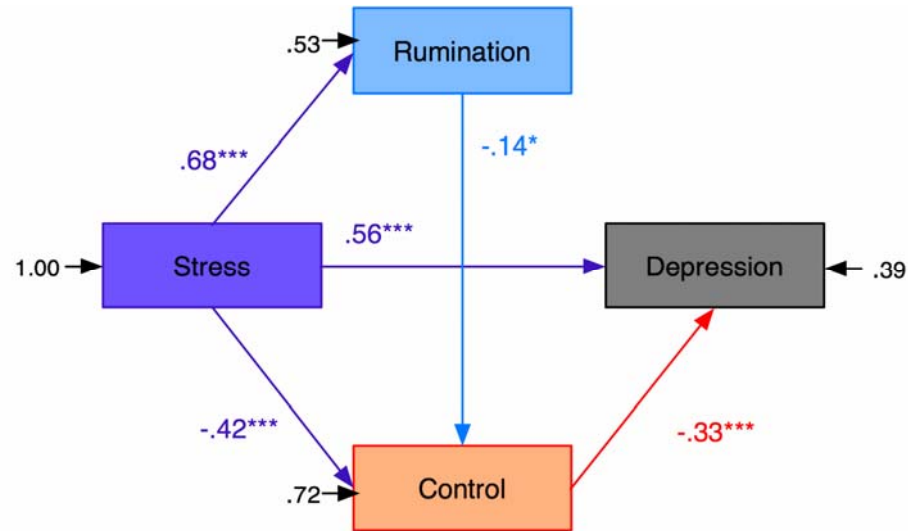 .53
Rumination
.68***
-.14*
.56***
1.00
Stress
Depression
.39
-.42***
-.33***
.72
Control